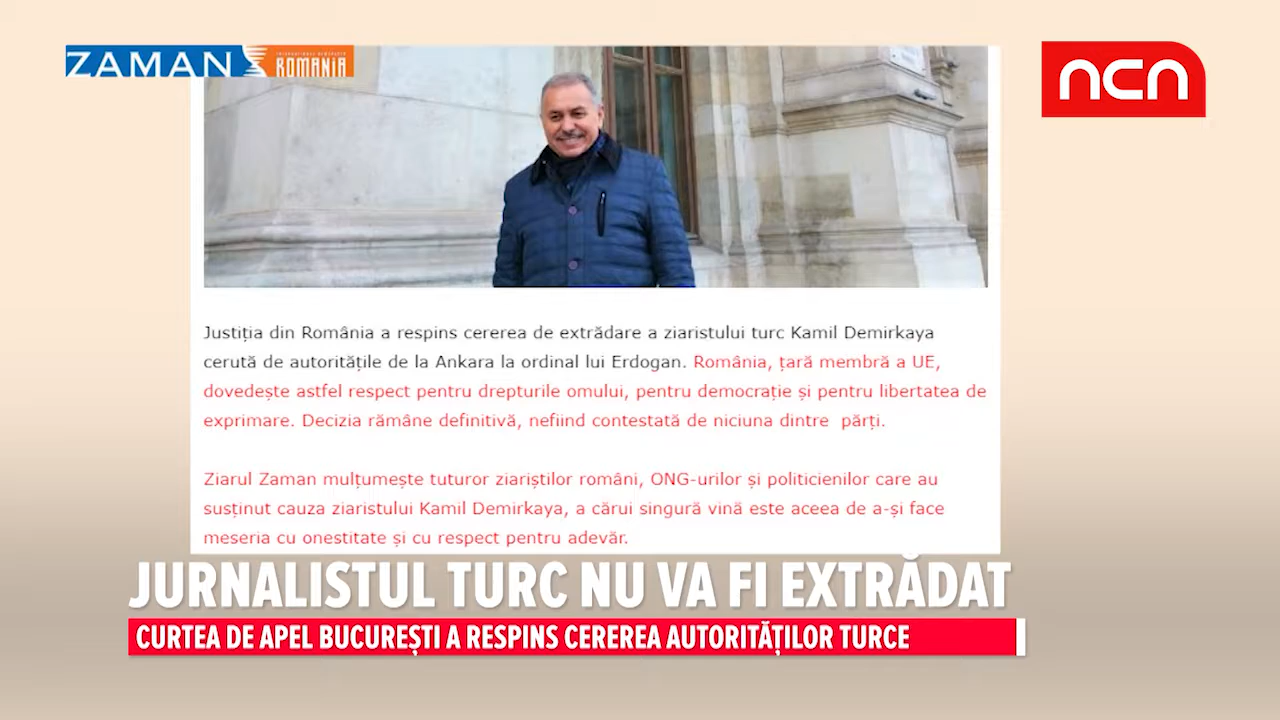 ZAMAN
ROMANIA
ncn
Justiția din România a respins cererea de extrădare a ziaristului turc Kamil Demirkaya
cerută de autoritățile de la Ankara la ordinal lui Erdogan. România, țară membră a UE,
dovedește astfel respect pentru drepturile omului, pentru democrație și pentru libertatea de
exprimare. Decizia rămâne definitivă, nefiind contestată de niciuna dintre părți.
Ziarul Zaman mulțumește tuturor ziariștilor români, ONG-urilor și politicienilor care au
susținut cauza ziaristului Kamil Demirkaya, a cărui singură vină este aceea de a-și face
meseria cu onestitate și cu respect pentru adevăr.
JURNALISTUL TURC NU VA FI EXTRĂDAT
CURTEA DE APEL BUCUREȘTI A RESPINS CEREREA AUTORITĂȚILOR TURCE